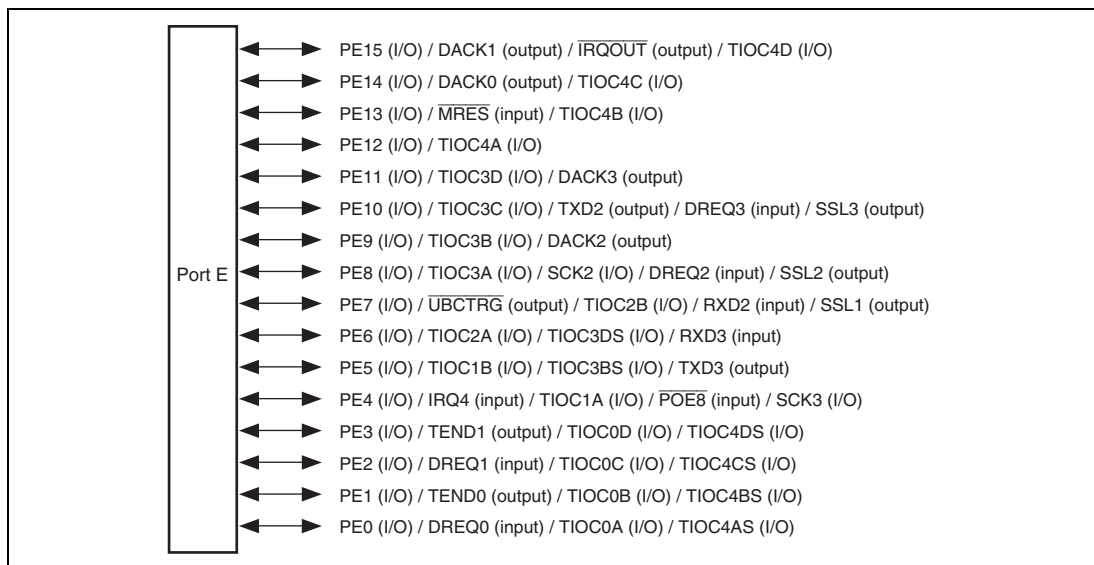 PE15 (I/O) / DACK1 (output) / I̅R̅Q̅O̅U̅T̅ (output) / TIOC4D (I/O)
PE14 (I/O) / DACK0 (output) / TIOC4C (I/O)
PE13 (I/O) / M̅R̅E̅S̅ (input) / TIOC4B (I/O)
PE12 (I/O) / TIOC4A (I/O)
PE11 (I/O) / TIOC3D (I/O) / DACK3 (output)
PE10 (I/O) / TIOC3C (I/O) / TXD2 (output) / DREQ3 (input) / SSL3 (output)
PE9 (I/O) / TIOC3B (I/O) / DACK2 (output)
Port E
PE8 (I/O) / TIOC3A (I/O) / SCK2 (I/O) / DREQ2 (input) / SSL2 (output)
PE7 (I/O) / U̅B̅C̅T̅R̅G̅ (output) / TIOC2B (I/O) / RXD2 (input) / SSL1 (output)
PE6 (I/O) / TIOC2A (I/O) / TIOC3DS (I/O) / RXD3 (input)
PE5 (I/O) / TIOC1B (I/O) / TIOC3BS (I/O) / TXD3 (output)
PE4 (I/O) / IRQ4 (input) / TIOC1A (I/O) / P̅O̅E̅8̅ (input) / SCK3 (I/O)
PE3 (I/O) / TEND1 (output) / TIOC0D (I/O) / TIOC4DS (I/O)
PE2 (I/O) / DREQ1 (input) / TIOC0C (I/O) / TIOC4CS (I/O)
PE1 (I/O) / TEND0 (output) / TIOC0B (I/O) / TIOC4BS (I/O)
PE0 (I/O) / DREQ0 (input) / TIOC0A (I/O) / TIOC4AS (I/O)